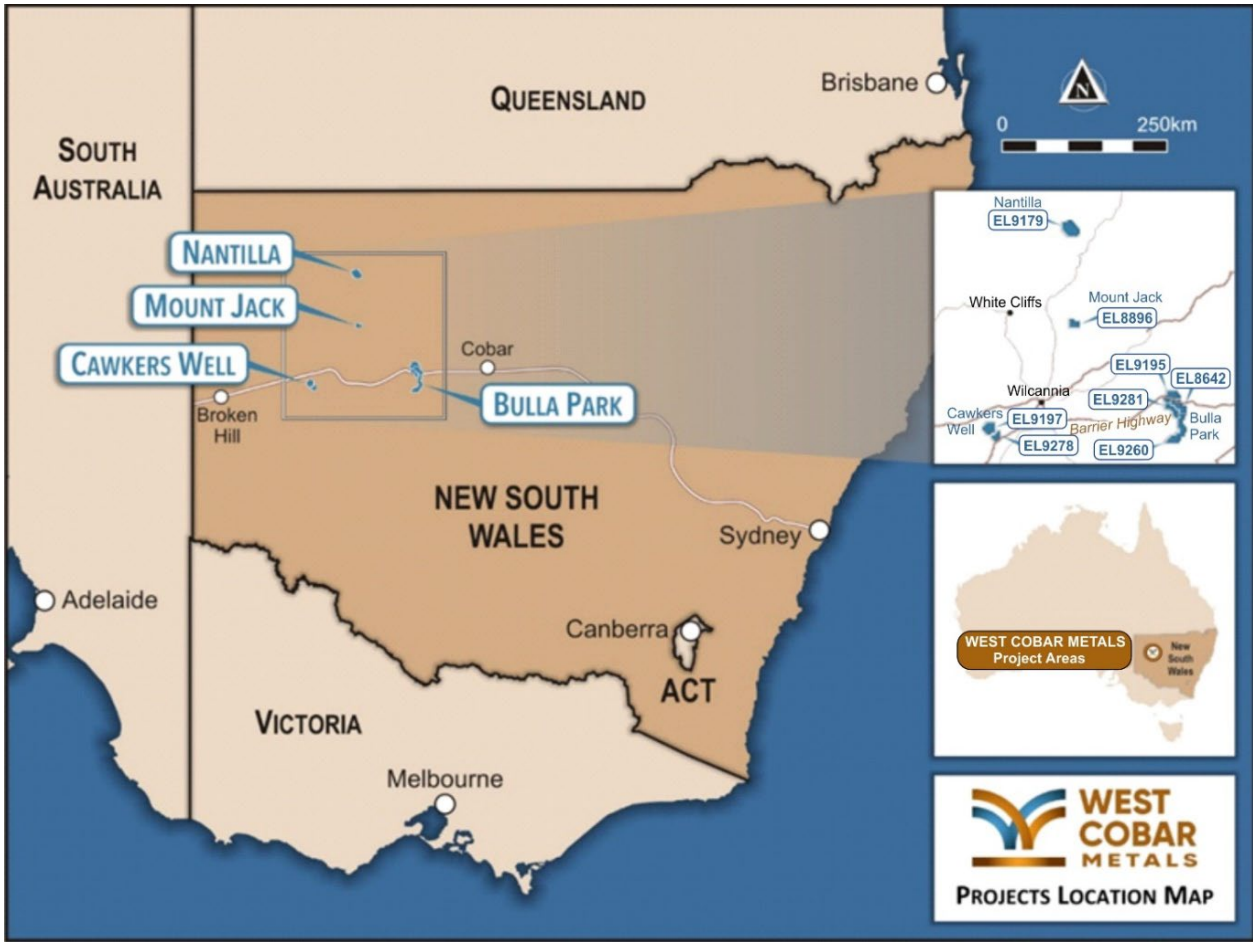 QUEENSLAND
Brisbane
N
0 250km
SOUTH
AUSTRALIA
NANTILLA
MOUNT JACK
CAWKERS WELL
Cobar
BULLA PARK
Broken
Hill
NEW SOUTH
WALES
Sydney
Adelaide
Canberra
ACT
VICTORIA
Melbourne
Nantilla
EL9179
White Cliffs
Mount Jack
EL8896
EL9195
EL8642
Wilcannia
EL9281
Cawkers
Well
EL9197
Barrier Highway
Bulla
Park
EL9278
EL9260
WEST COBAR METALS
Project Areas
New
South
Wales
WEST
COBAR
METALS
PROJECTS LOCATION MAP